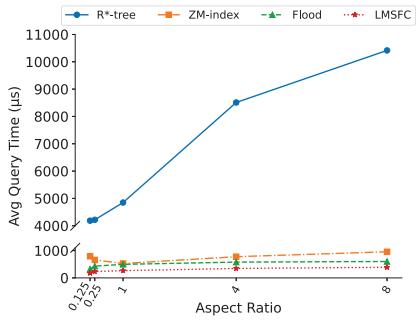 R*-tree ZM-index Flood LMSFC
11000
10000
9000
8000
7000
6000
5000
4000
1000
0
Avg Query Time (μs)
0.125 0.25 1 4 8
Aspect Ratio